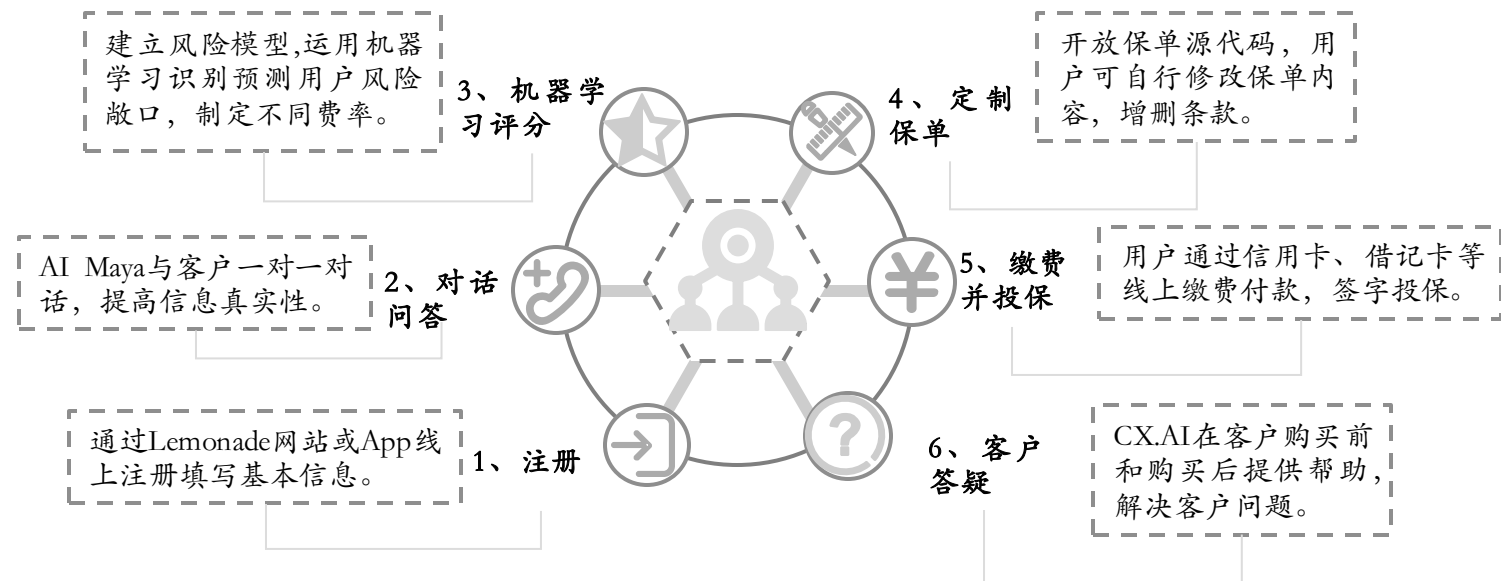 建立风险模型,运用机器
学习识别预测用户风险
敞口，制定不同费率。
3、机器学
习评分
4、定制
保单
开放保单源代码，用
户可自行修改保单内
容，增删条款。
AI Maya与客户一对一对
话，提高信息真实性。
2、对话
问答
5、缴费
并投保
用户通过信用卡、借记卡等
线上缴费付款，签字投保。
通过Lemonade网站或App线
上注册填写基本信息。
1、注册
6、客户
答疑
CX.AI在客户购买前
和购买后提供帮助，
解决客户问题。